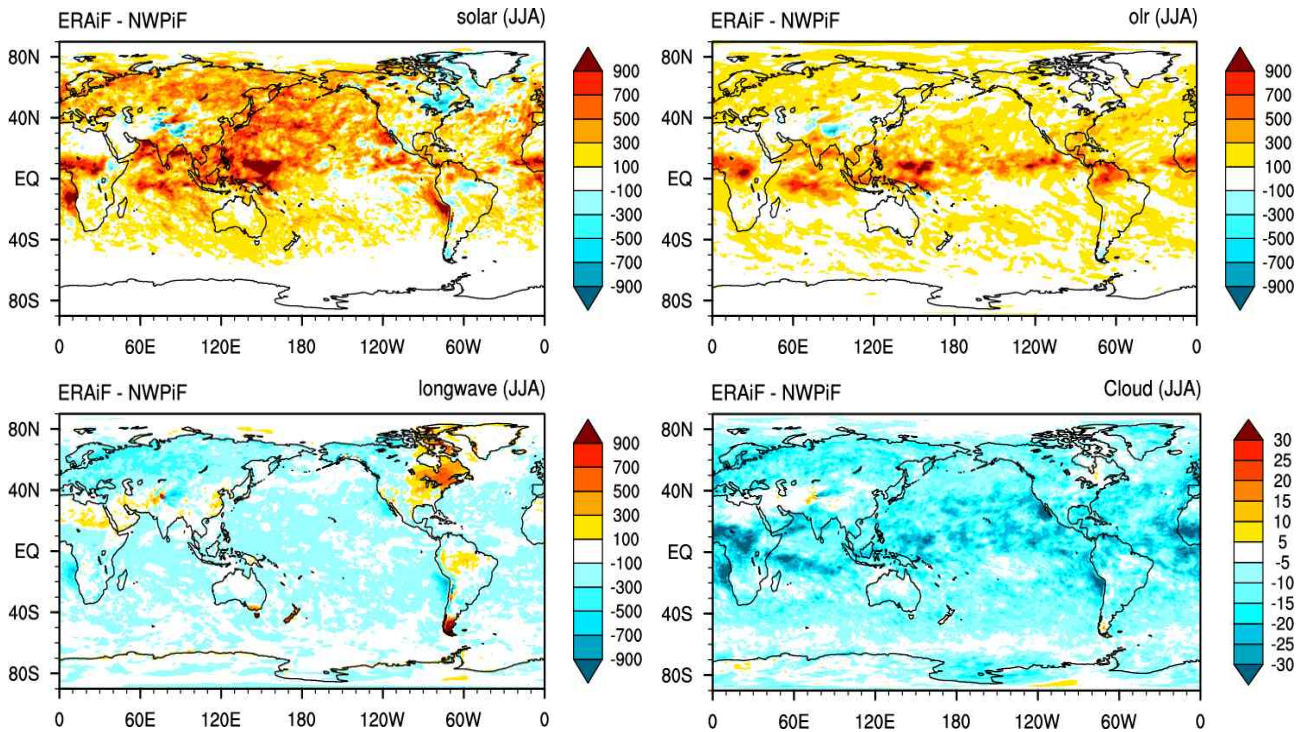 ERAiF - NWPiF solar (JJA)
80N
40N
EQ
40S
80S
0 60E 120E 180 120W 60W 0
900
700
500
300
100
-100
-300
-500
-700
-900
ERAiF - NWPiF olr (JJA)
80N
40N
EQ
40S
80S
0 60E 120E 180 120W 60W 0
900
700
500
300
100
-100
-300
-500
-700
-900
ERAiF - NWPiF longwave (JJA)
80N
40N
EQ
40S
80S
0 60E 120E 180 120W 60W 0
900
700
500
300
100
-100
-300
-500
-700
-900
ERAiF - NWPiF Cloud (JJA)
80N
40N
EQ
40S
80S
0 60E 120E 180 120W 60W 0
30
25
20
15
10
5
-5
-10
-15
-20
-25
-30